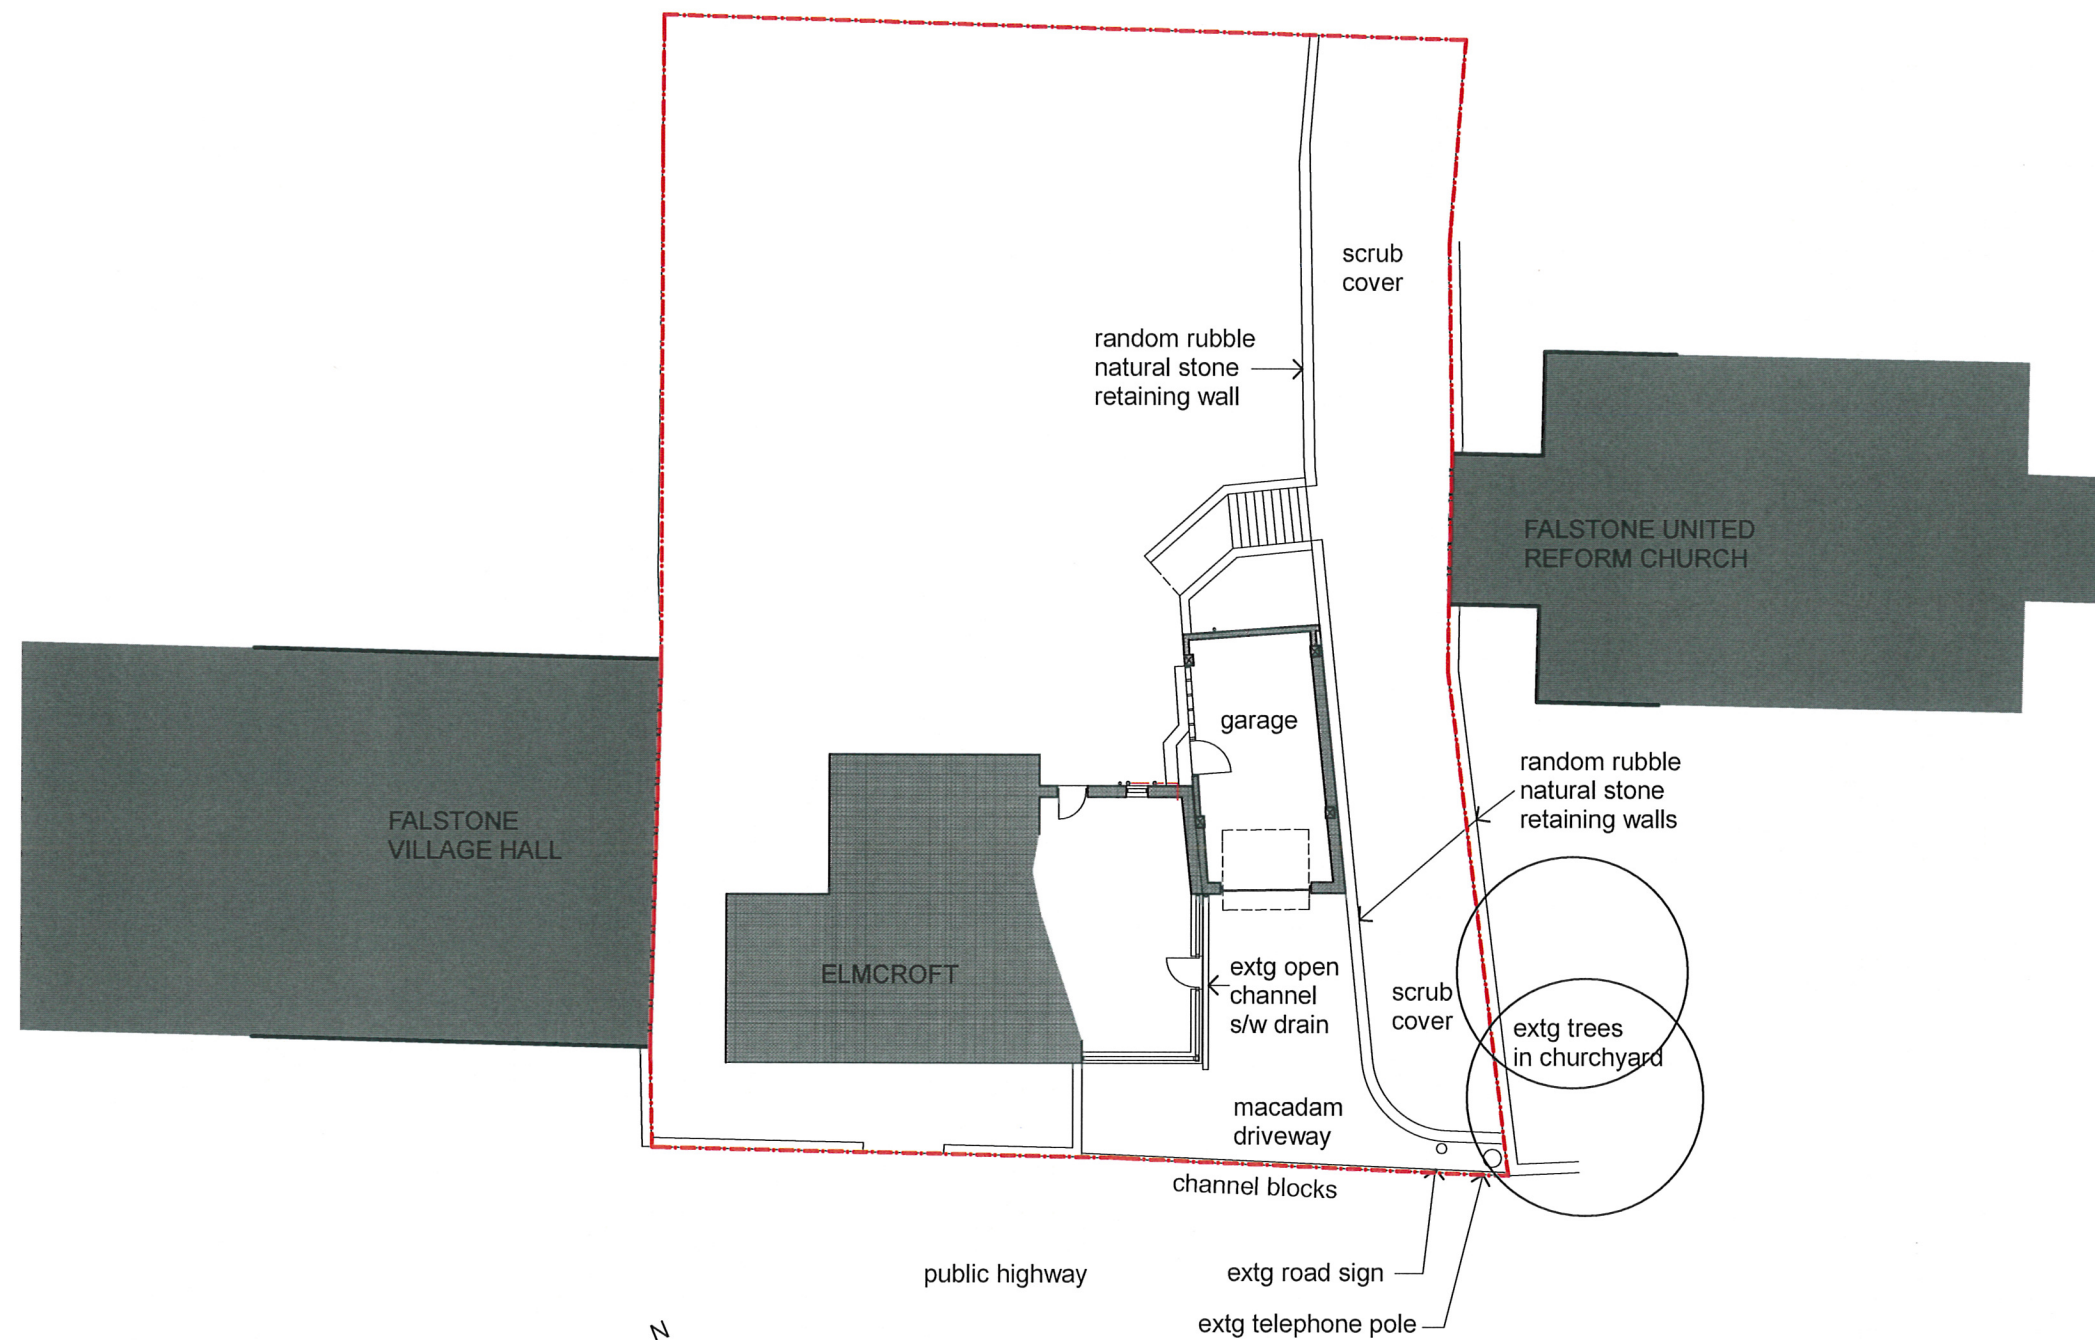 scrub
cover
random rubble
natural stone
retaining wall
FALSTONE UNITED
REFORM CHURCH
garage
random rubble
natural stone
retaining walls
FALSTONE
VILLAGE HALL
ELMCROFT
extg open
channel
s/w drain
scrub
cover
extg trees
in churchyard
macadam
driveway
channel blocks
public highway
extg road sign
extg telephone pole
N